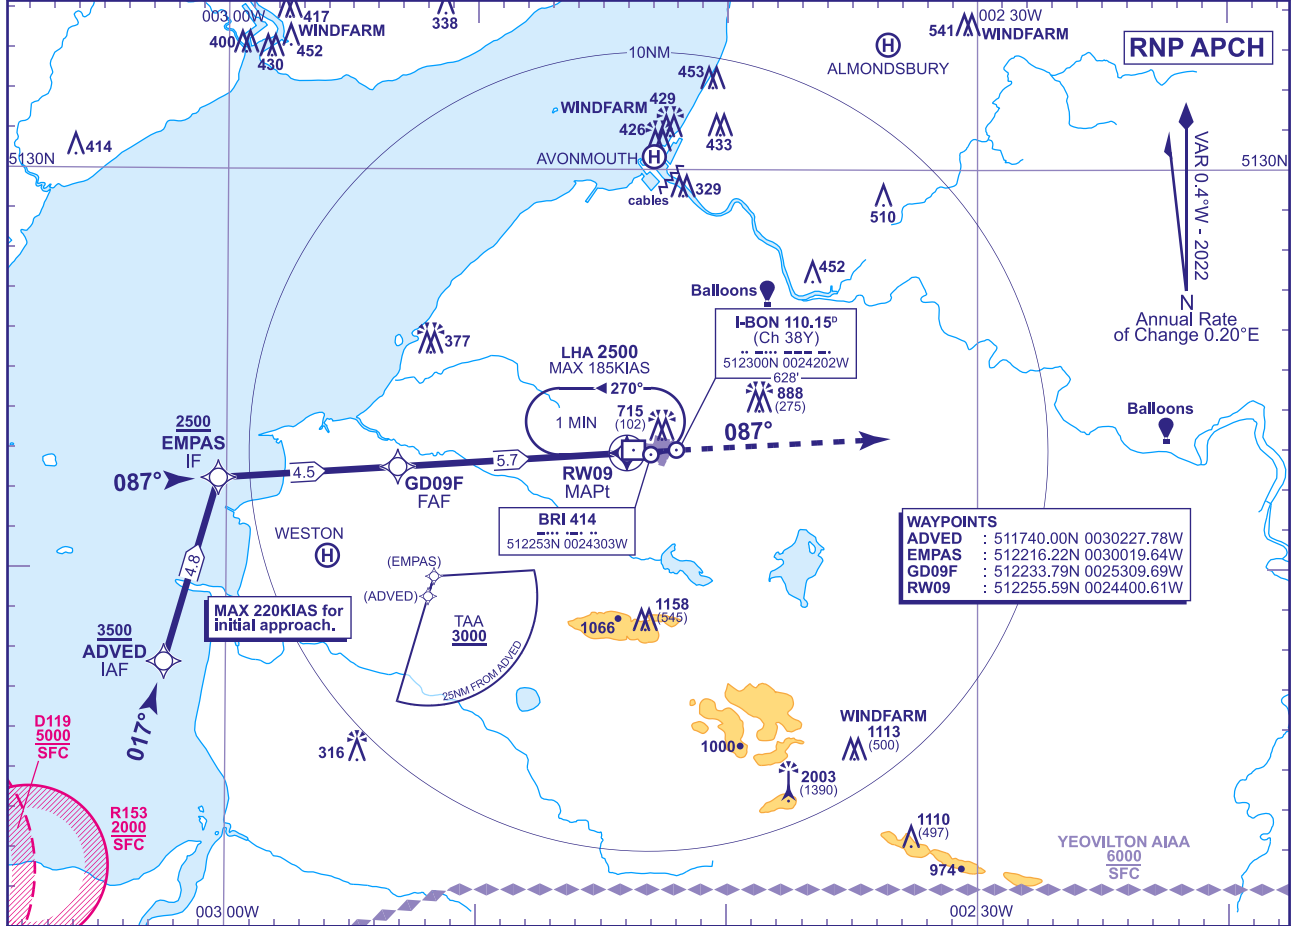 003 00'W
417
WINDFARM
400
452
430
338
541
002 30'W
WINDFARM
RNP APCH
ALMONDSBURY
H
10NM
453
WINDFARM
429
426
433
414
5130N
AVONMOUTH
H
5130N
cables
329
510
VAR 0.4°W - 2022
N
Annual Rate
of Change 0.20°E
452
Balloons
I-BON 110.15ᴰ
(Ch 38Y)
512300N 0024202W
628'
377
LHA 2500
MAX 185KIAS
270°
1 MIN
715
(102)
888
(275)
087°
Balloons
2500
EMPAS
IF
087°
4.5
GD09F
FAF
5.7
RW09
MAPt
BRI 414
512253N 0024303W
WESTON
H
4.8
MAX 220KIAS for
initial approach.
3500
ADVED
IAF
017°
(EMPAS)
(ADVED)
TAA
3000
25NM FROM ADVED
WAYPOINTS
ADVED : 511740.00N 0030227.78W
EMPAS : 512216.22N 0030019.64W
GD09F : 512233.79N 0025309.69W
RW09 : 512255.59N 0024400.61W
1066
1158
(545)
D119
5000
SFC
R153
2000
SFC
316
1000
WINDFARM
1113
(500)
2003
(1390)
1110
(497)
974
YEOVILTON AIAA
6000
SFC
003 00'W
002 30'W